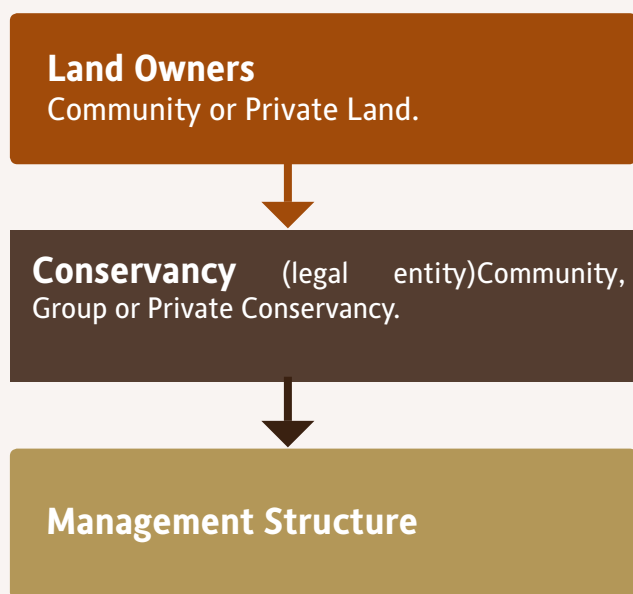 Land Owners
Community or Private Land.
Conservancy (legal entity)Community,
Group or Private Conservancy.
Management Structure